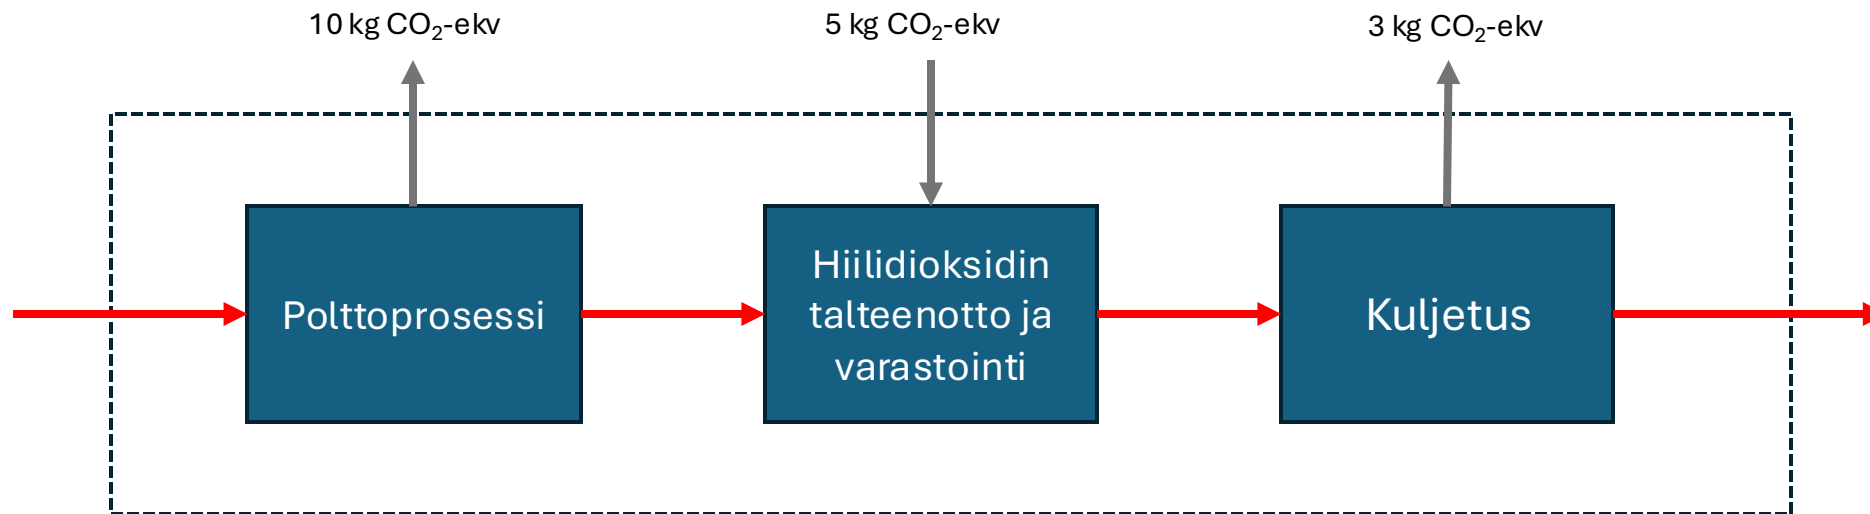 10 kg CO₂-ekv
5 kg CO₂-ekv
3 kg CO₂-ekv
Polttoprosessi
Hiilidioksidin
talteenotto ja
varastointi
Kuljetus